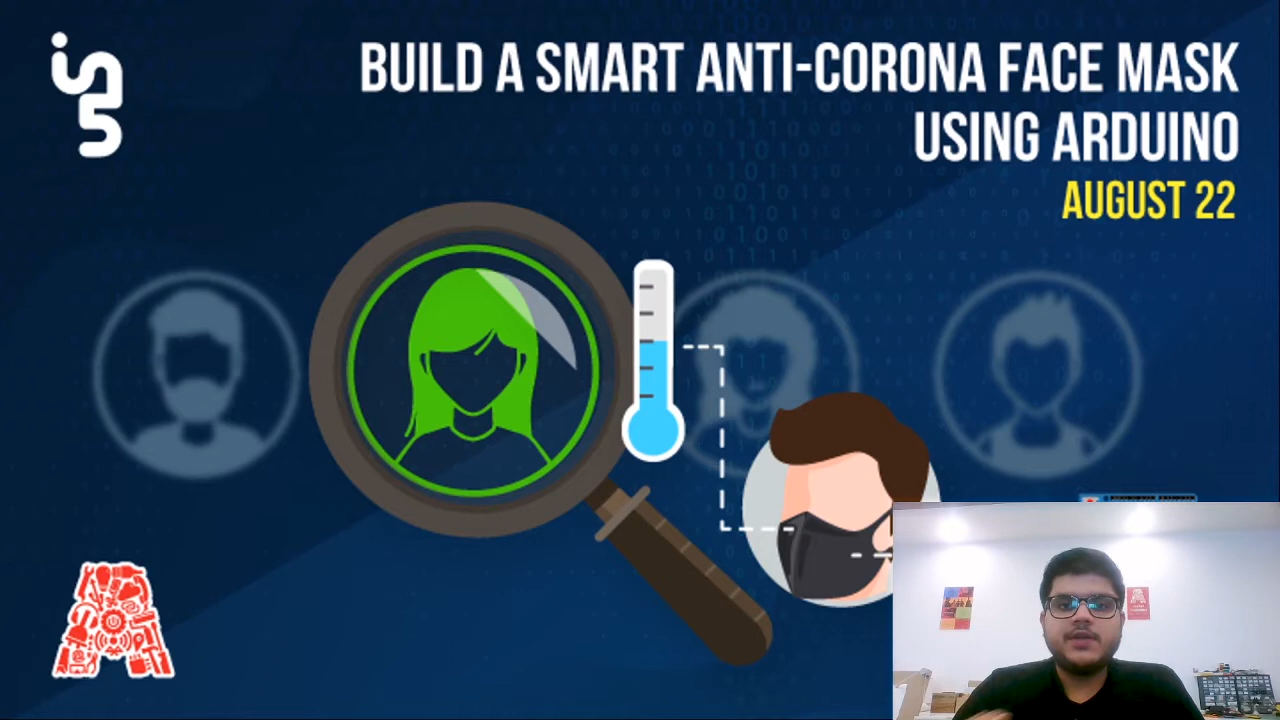 BUILD A SMART ANTI-CORONA FACE MASK
USING ARDUINO
AUGUST 22